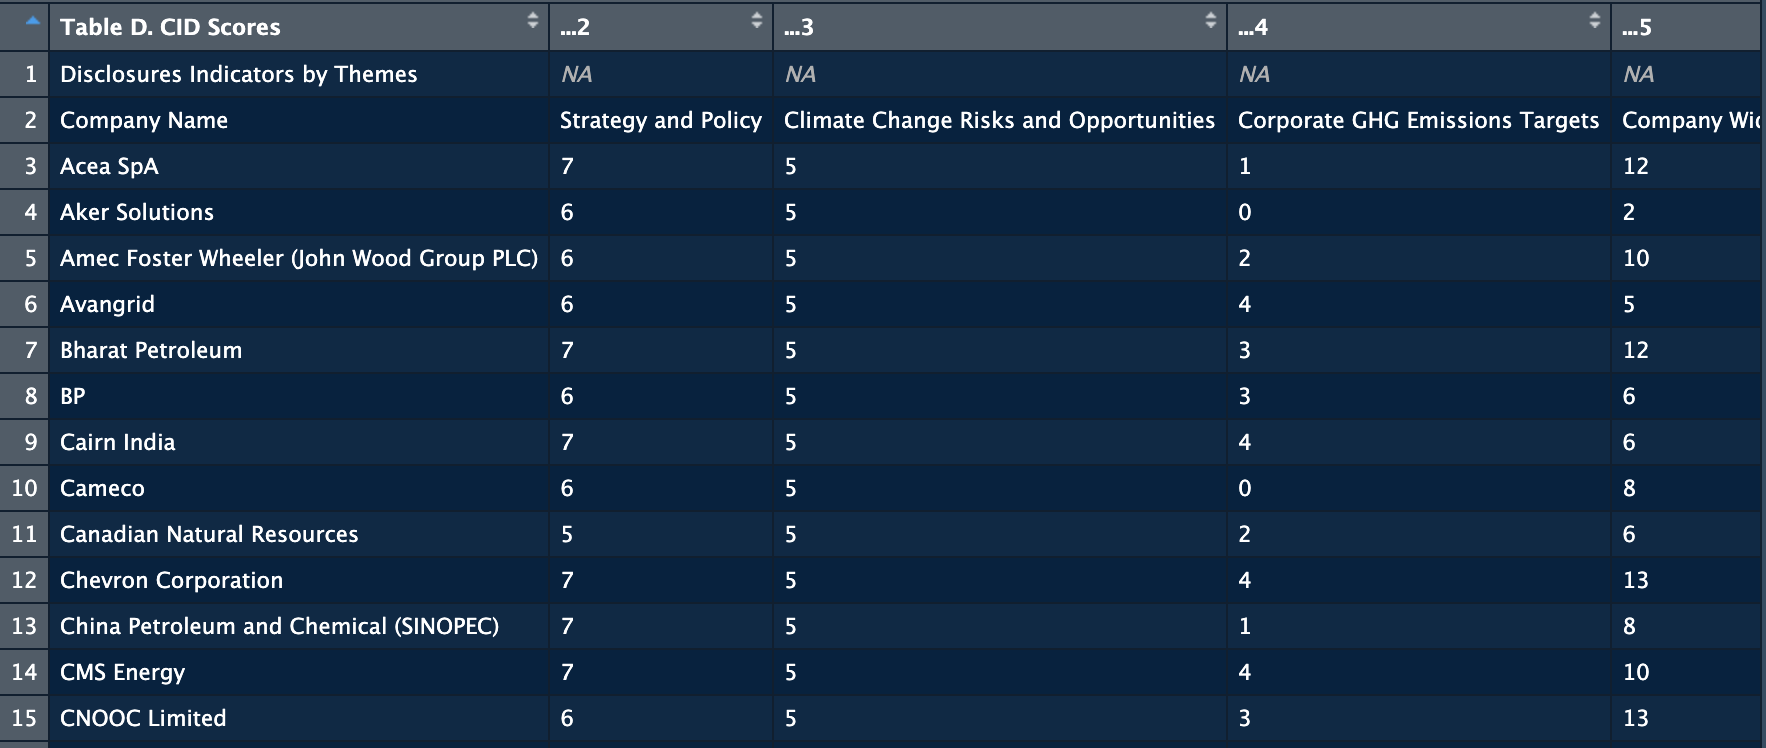 Table D. CID Scores ...2 ...3 ...4 ...5
1 Disclosures Indicators by Themes NA NA NA NA
2 Company Name Strategy and Policy Climate Change Risks and Opportunities Corporate GHG Emissions Targets Company
3 Acea SpA 7 5 1 12
4 Aker Solutions 6 5 0 2
5 Amec Foster Wheeler (John Wood Group PLC) 6 5 2 10
6 Avangrid 6 5 4 5
7 Bharat Petroleum 7 5 3 12
8 BP 6 5 3 6
9 Cairn India 7 5 4 6
10 Cameco 6 5 0 8
11 Canadian Natural Resources 5 5 2 6
12 Chevron Corporation 7 5 4 13
13 China Petroleum and Chemical (SINOPEC) 7 5 1 8
14 CMS Energy 7 5 4 10
15 CNOOC Limited 6 5 3 13